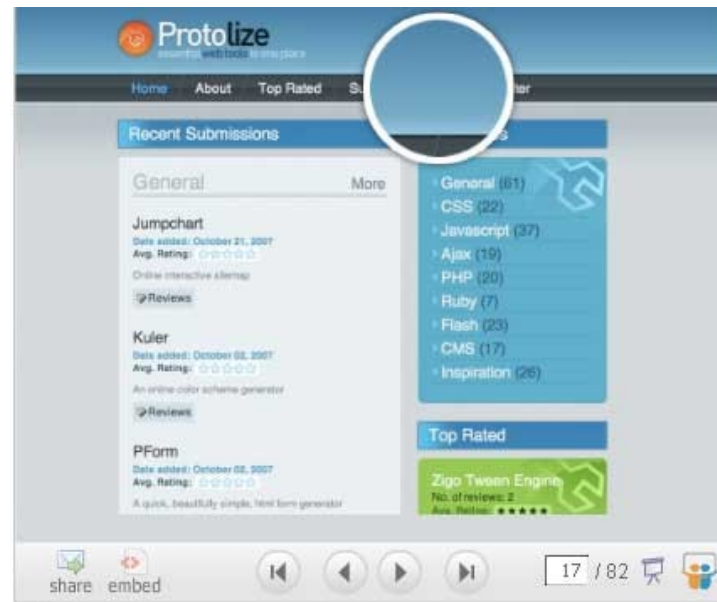 Protolize
essential web tools in one place
Home About Top Rated
Recent Submissions
General More
Jumpchart
Date added: October 21, 2007
Avg. Rating:
Online interactive sitemap
Reviews
Kuler
Date added: October 02, 2007
Avg. Rating:
An online color scheme generator
Reviews
PForm
Date added: October 02, 2007
Avg. Rating:
A quick, beautifully simple, html form generator
General (61)
CSS (22)
Javascript (37)
Ajax (19)
PHP (20)
Ruby (7)
Flash (23)
CMS (17)
Inspiration (26)
Top Rated
Zigo Tween Engine
No. of reviews: 2
Avg. Rating: ★★★★★
share embed 17 / 82